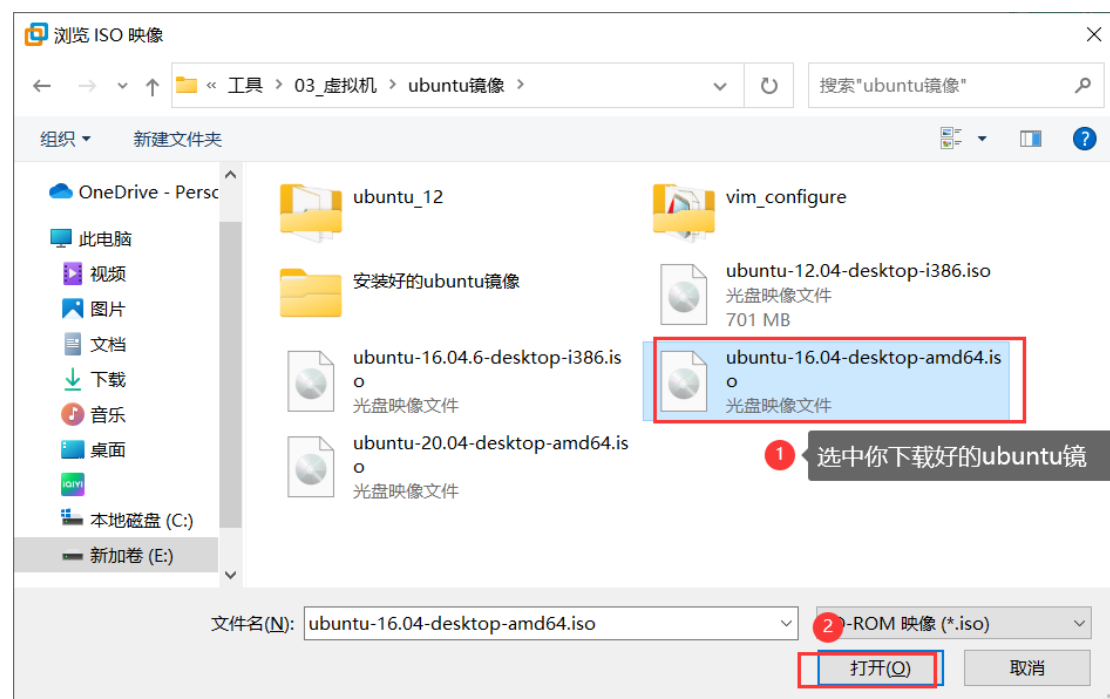 浏览 ISO 映像
« 工具 > 03_虚拟机 > ubuntu镜像 >
搜索"ubuntu镜像"
组织
新建文件夹
OneDrive - Perso
此电脑
视频
图片
文档
下载
音乐
桌面
iQIYI
本地磁盘 (C:)
新加卷 (E:)
ubuntu_12
vim_configure
安装好的ubuntu镜像
ubuntu-12.04-desktop-i386.iso
光盘映像文件
701 MB
ubuntu-16.04.6-desktop-i386.is
o
光盘映像文件
ubuntu-16.04-desktop-amd64.is
o
光盘映像文件
ubuntu-20.04-desktop-amd64.is
o
光盘映像文件
1 选中你下载好的ubuntu镜
文件名(N): ubuntu-16.04-desktop-amd64.iso
2
D-ROM 映像 (*.iso)
打开(O)
取消